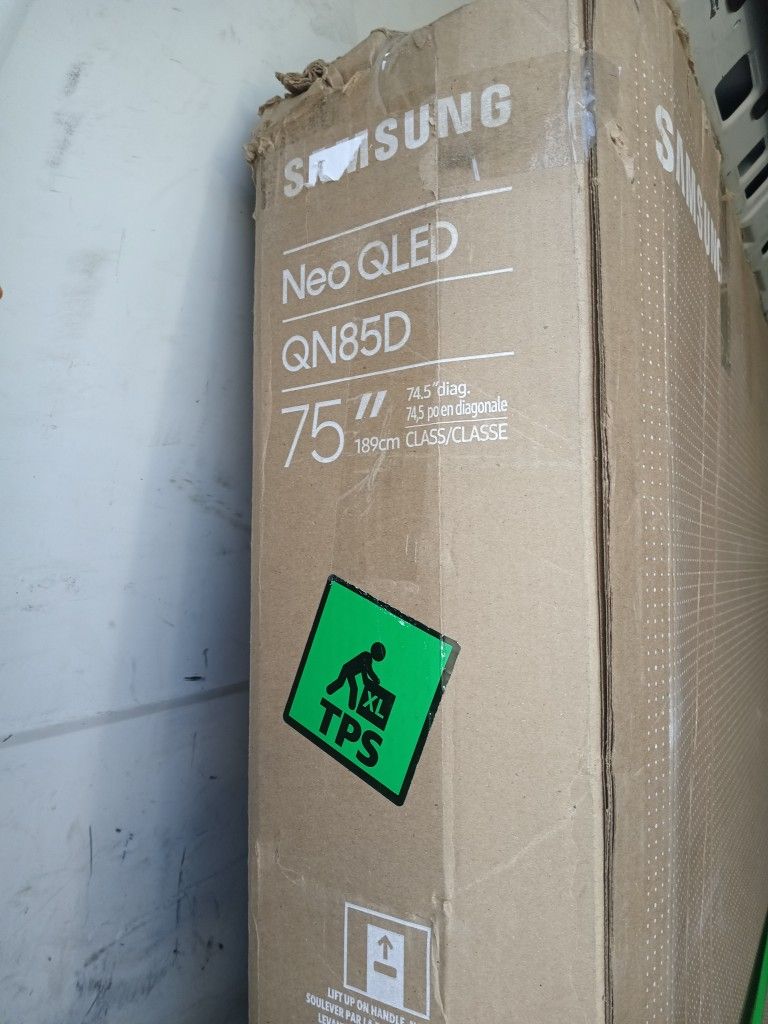 SAMSUNG
SAMSUNG
Neo QLED
QN85D
75"
74.5"diag.
74,5 po en diagonale
189cm CLASS/CLASSE
XL
TPS
LIFT UP ON HANDLE
SOULEVER PAR LA